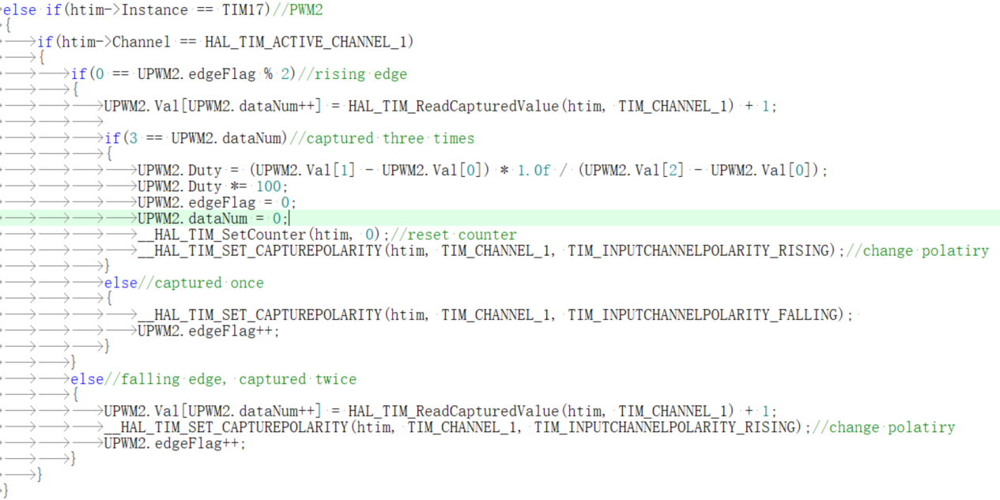 else if(htim->Instance == TIM17)//PWM2
{
if(htim->Channel == HAL_TIM_ACTIVE_CHANNEL_1)
{
if(0 == UPWM2.edgeFlag % 2)//rising edge
{
UPWM2.Val[UPWM2.dataNum++] = HAL_TIM_ReadCapturedValue(htim, TIM_CHANNEL_1) + 1;
if(3 == UPWM2.dataNum)//captured three times
{
UPWM2.Duty = (UPWM2.Val[1] - UPWM2.Val[0]) * 1.0f / (UPWM2.Val[2] - UPWM2.Val[0]);
UPWM2.Duty *= 100;
UPWM2.edgeFlag = 0;
UPWM2.dataNum = 0;
__HAL_TIM_SetCounter(htim, 0);//reset counter
__HAL_TIM_SET_CAPTUREPOLARITY(htim, TIM_CHANNEL_1, TIM_INPUTCHANNELPOLARITY_RISING);//change polatiry
}
else//captured once
{
__HAL_TIM_SET_CAPTUREPOLARITY(htim, TIM_CHANNEL_1, TIM_INPUTCHANNELPOLARITY_FALLING);
UPWM2.edgeFlag++;
}
}
else//falling edge, captured twice
{
UPWM2.Val[UPWM2.dataNum++] = HAL_TIM_ReadCapturedValue(htim, TIM_CHANNEL_1) + 1;
__HAL_TIM_SET_CAPTUREPOLARITY(htim, TIM_CHANNEL_1, TIM_INPUTCHANNELPOLARITY_RISING);//change polatiry
UPWM2.edgeFlag++;
}
}
}